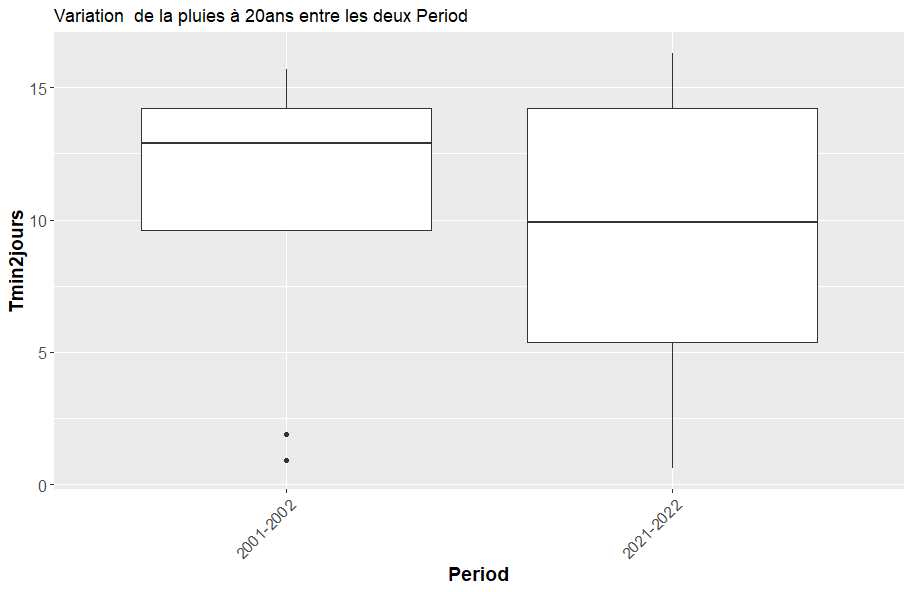 Variation  de la pluies à 20ans entre les deux Period
Tmin2jours
15
10
5
0
2001-2002
2021-2022
Period